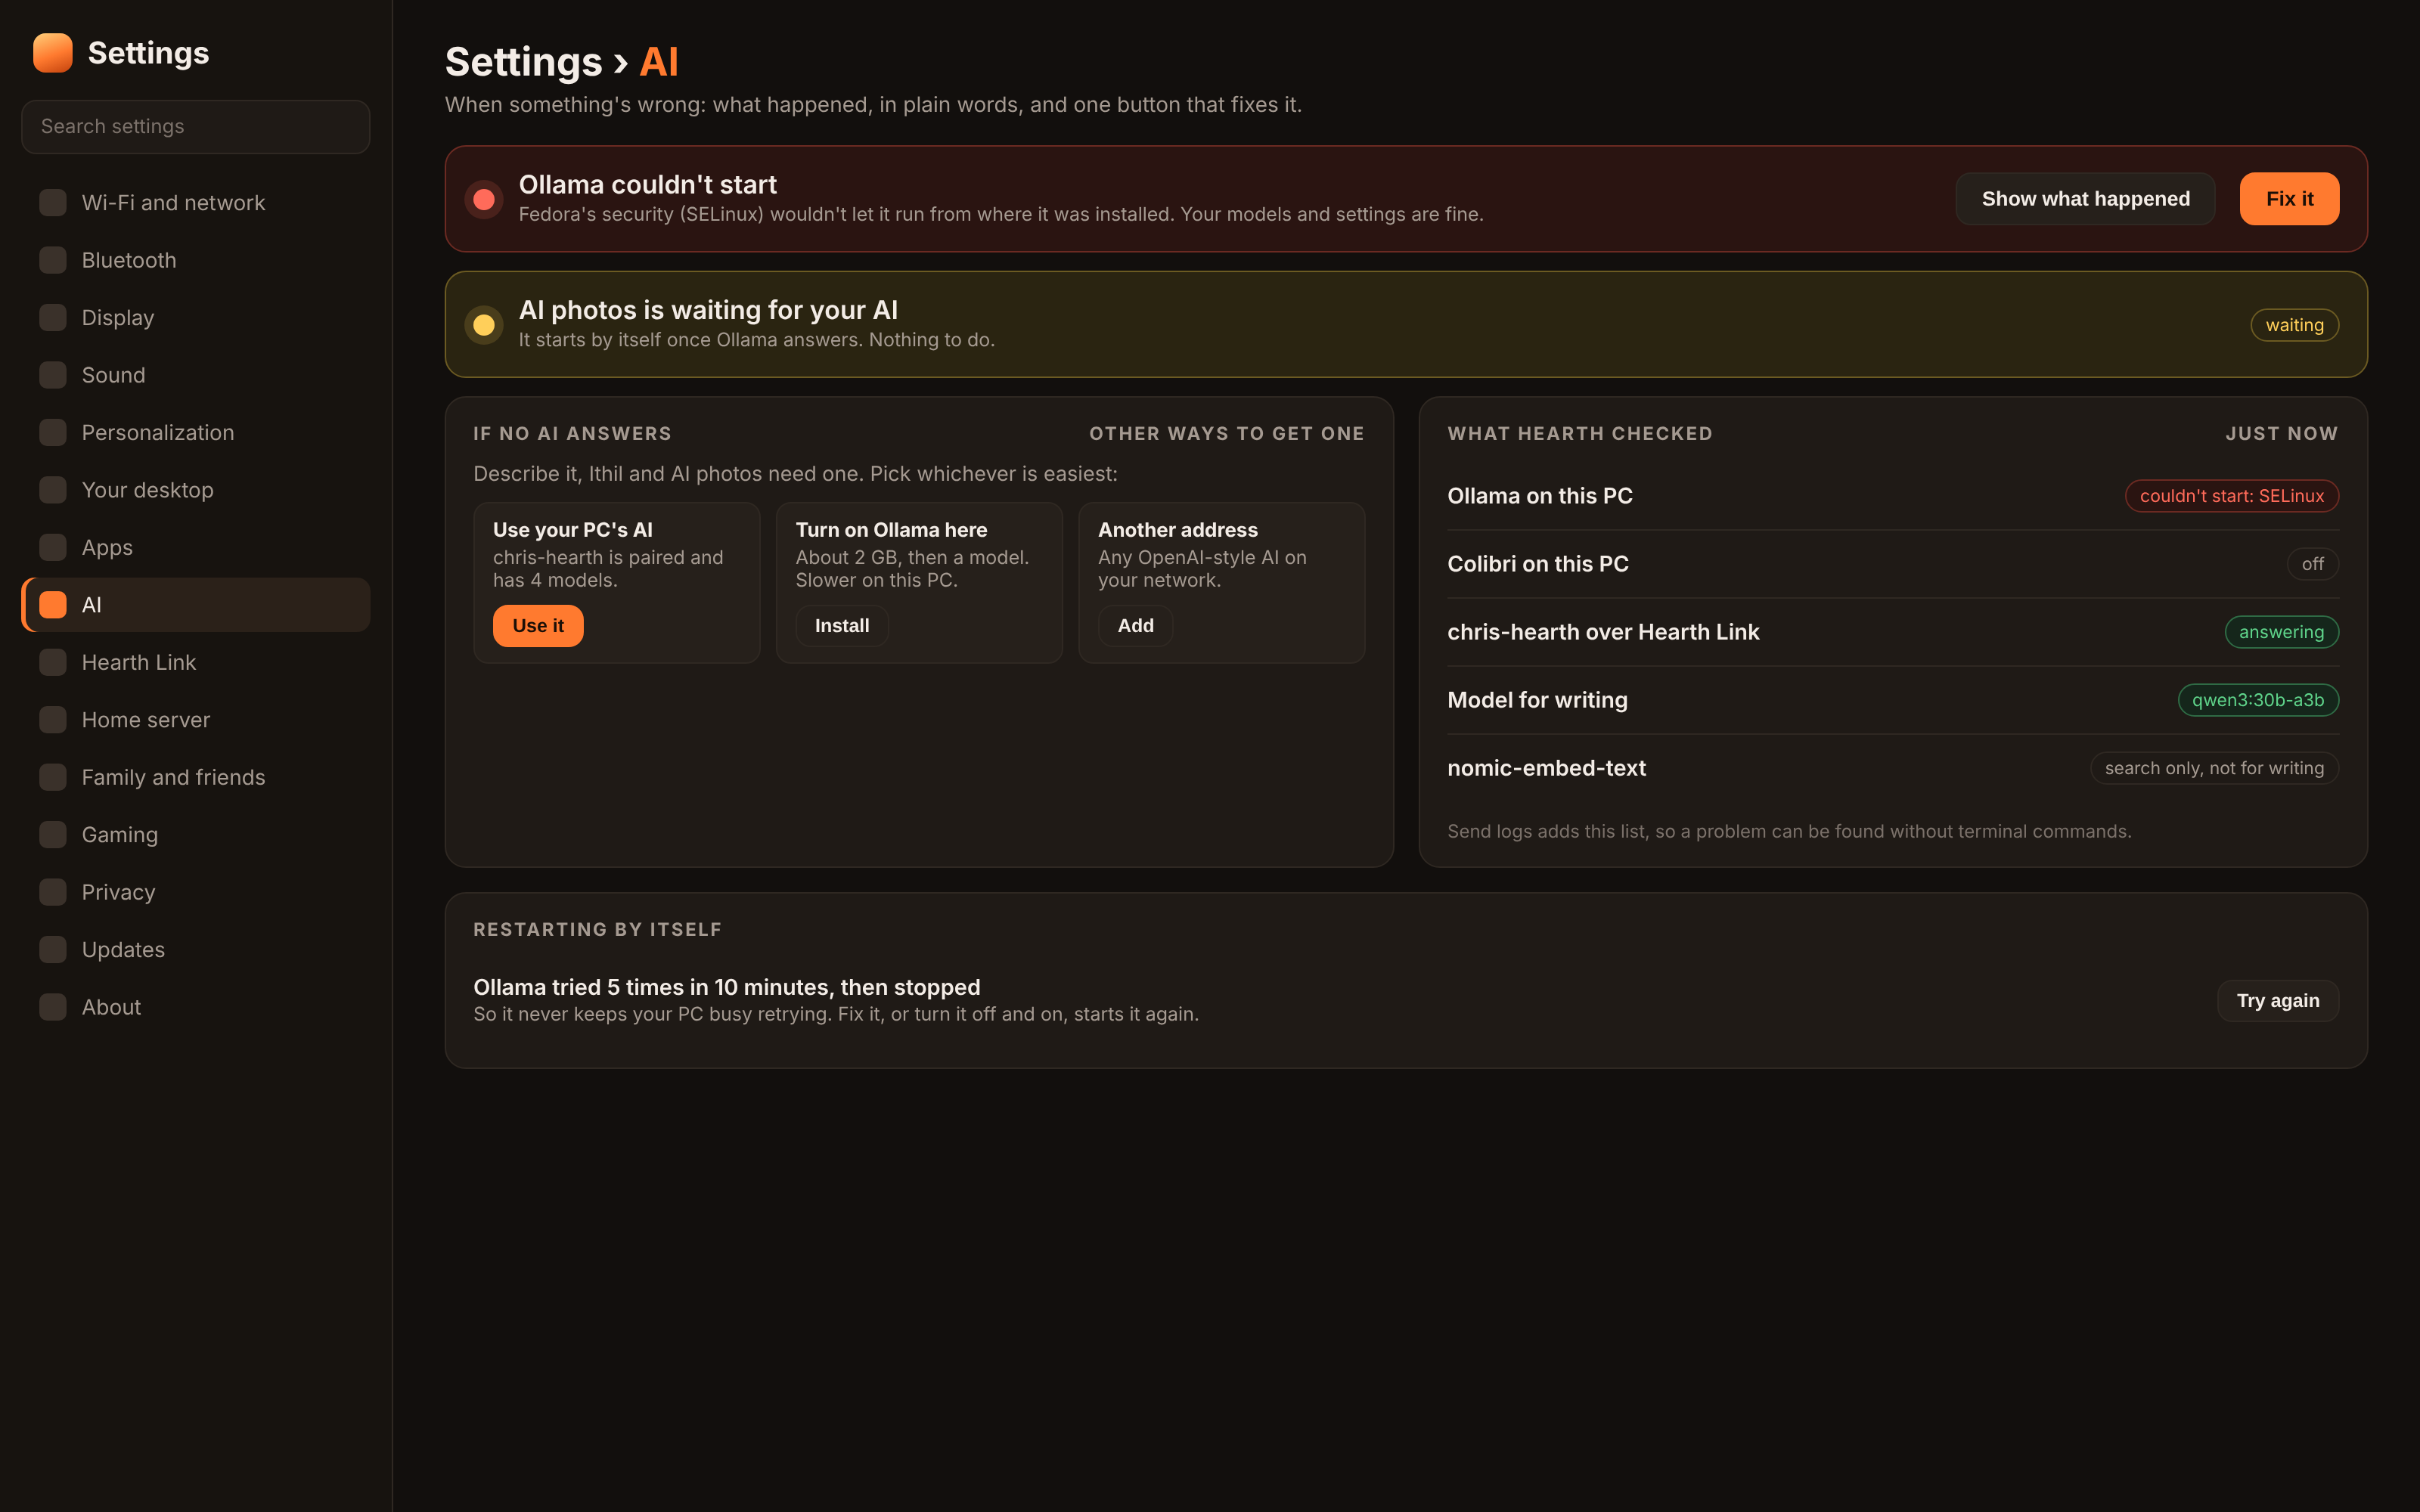 Settings
Search settings
Wi-Fi and network
Bluetooth
Display
Sound
Personalization
Your desktop
Apps
AI
Hearth Link
Home server
Family and friends
Gaming
Privacy
Updates
About
Settings › AI
When something's wrong: what happened, in plain words, and one button that fixes it.
Ollama couldn't start
Fedora's security (SELinux) wouldn't let it run from where it was installed. Your models and settings are fine.
Show what happened
Fix it
AI photos is waiting for your AI
It starts by itself once Ollama answers. Nothing to do.
waiting
IF NO AI ANSWERS
OTHER WAYS TO GET ONE
Describe it, Ithil and AI photos need one. Pick whichever is easiest:
Use your PC's AI
chris-hearth is paired and
has 4 models.
Use it
Turn on Ollama here
About 2 GB, then a model.
Slower on this PC.
Install
Another address
Any OpenAI-style AI on
your network.
Add
WHAT HEARTH CHECKED
JUST NOW
Ollama on this PC
couldn't start: SELinux
Colibri on this PC
off
chris-hearth over Hearth Link
answering
Model for writing
qwen3:30b-a3b
nomic-embed-text
search only, not for writing
Send logs adds this list, so a problem can be found without terminal commands.
RESTARTING BY ITSELF
Ollama tried 5 times in 10 minutes, then stopped
So it never keeps your PC busy retrying. Fix it, or turn it off and on, starts it again.
Try again